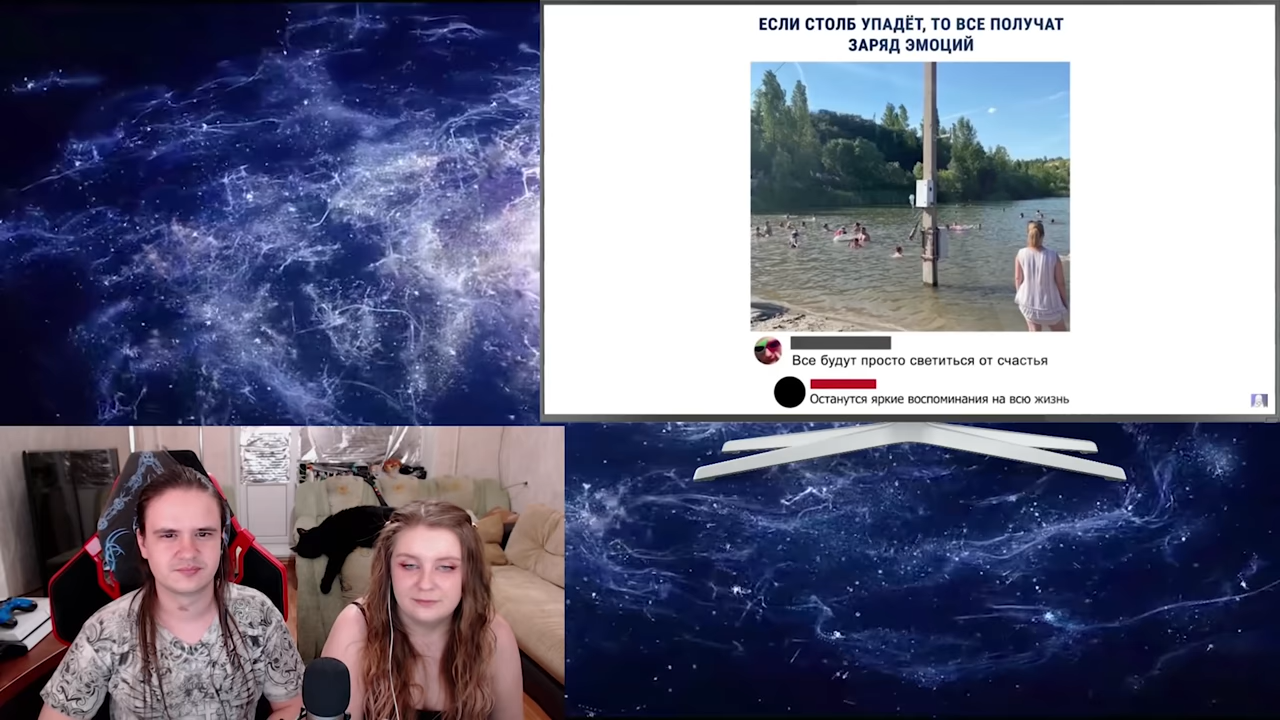 ЕСЛИ СТОЛБ УПАДЁТ, ТО ВСЕ ПОЛУЧАТ
ЗАРЯД ЭМОЦИЙ
Все будут просто светиться от счастья
Останутся яркие воспоминания на всю жизнь